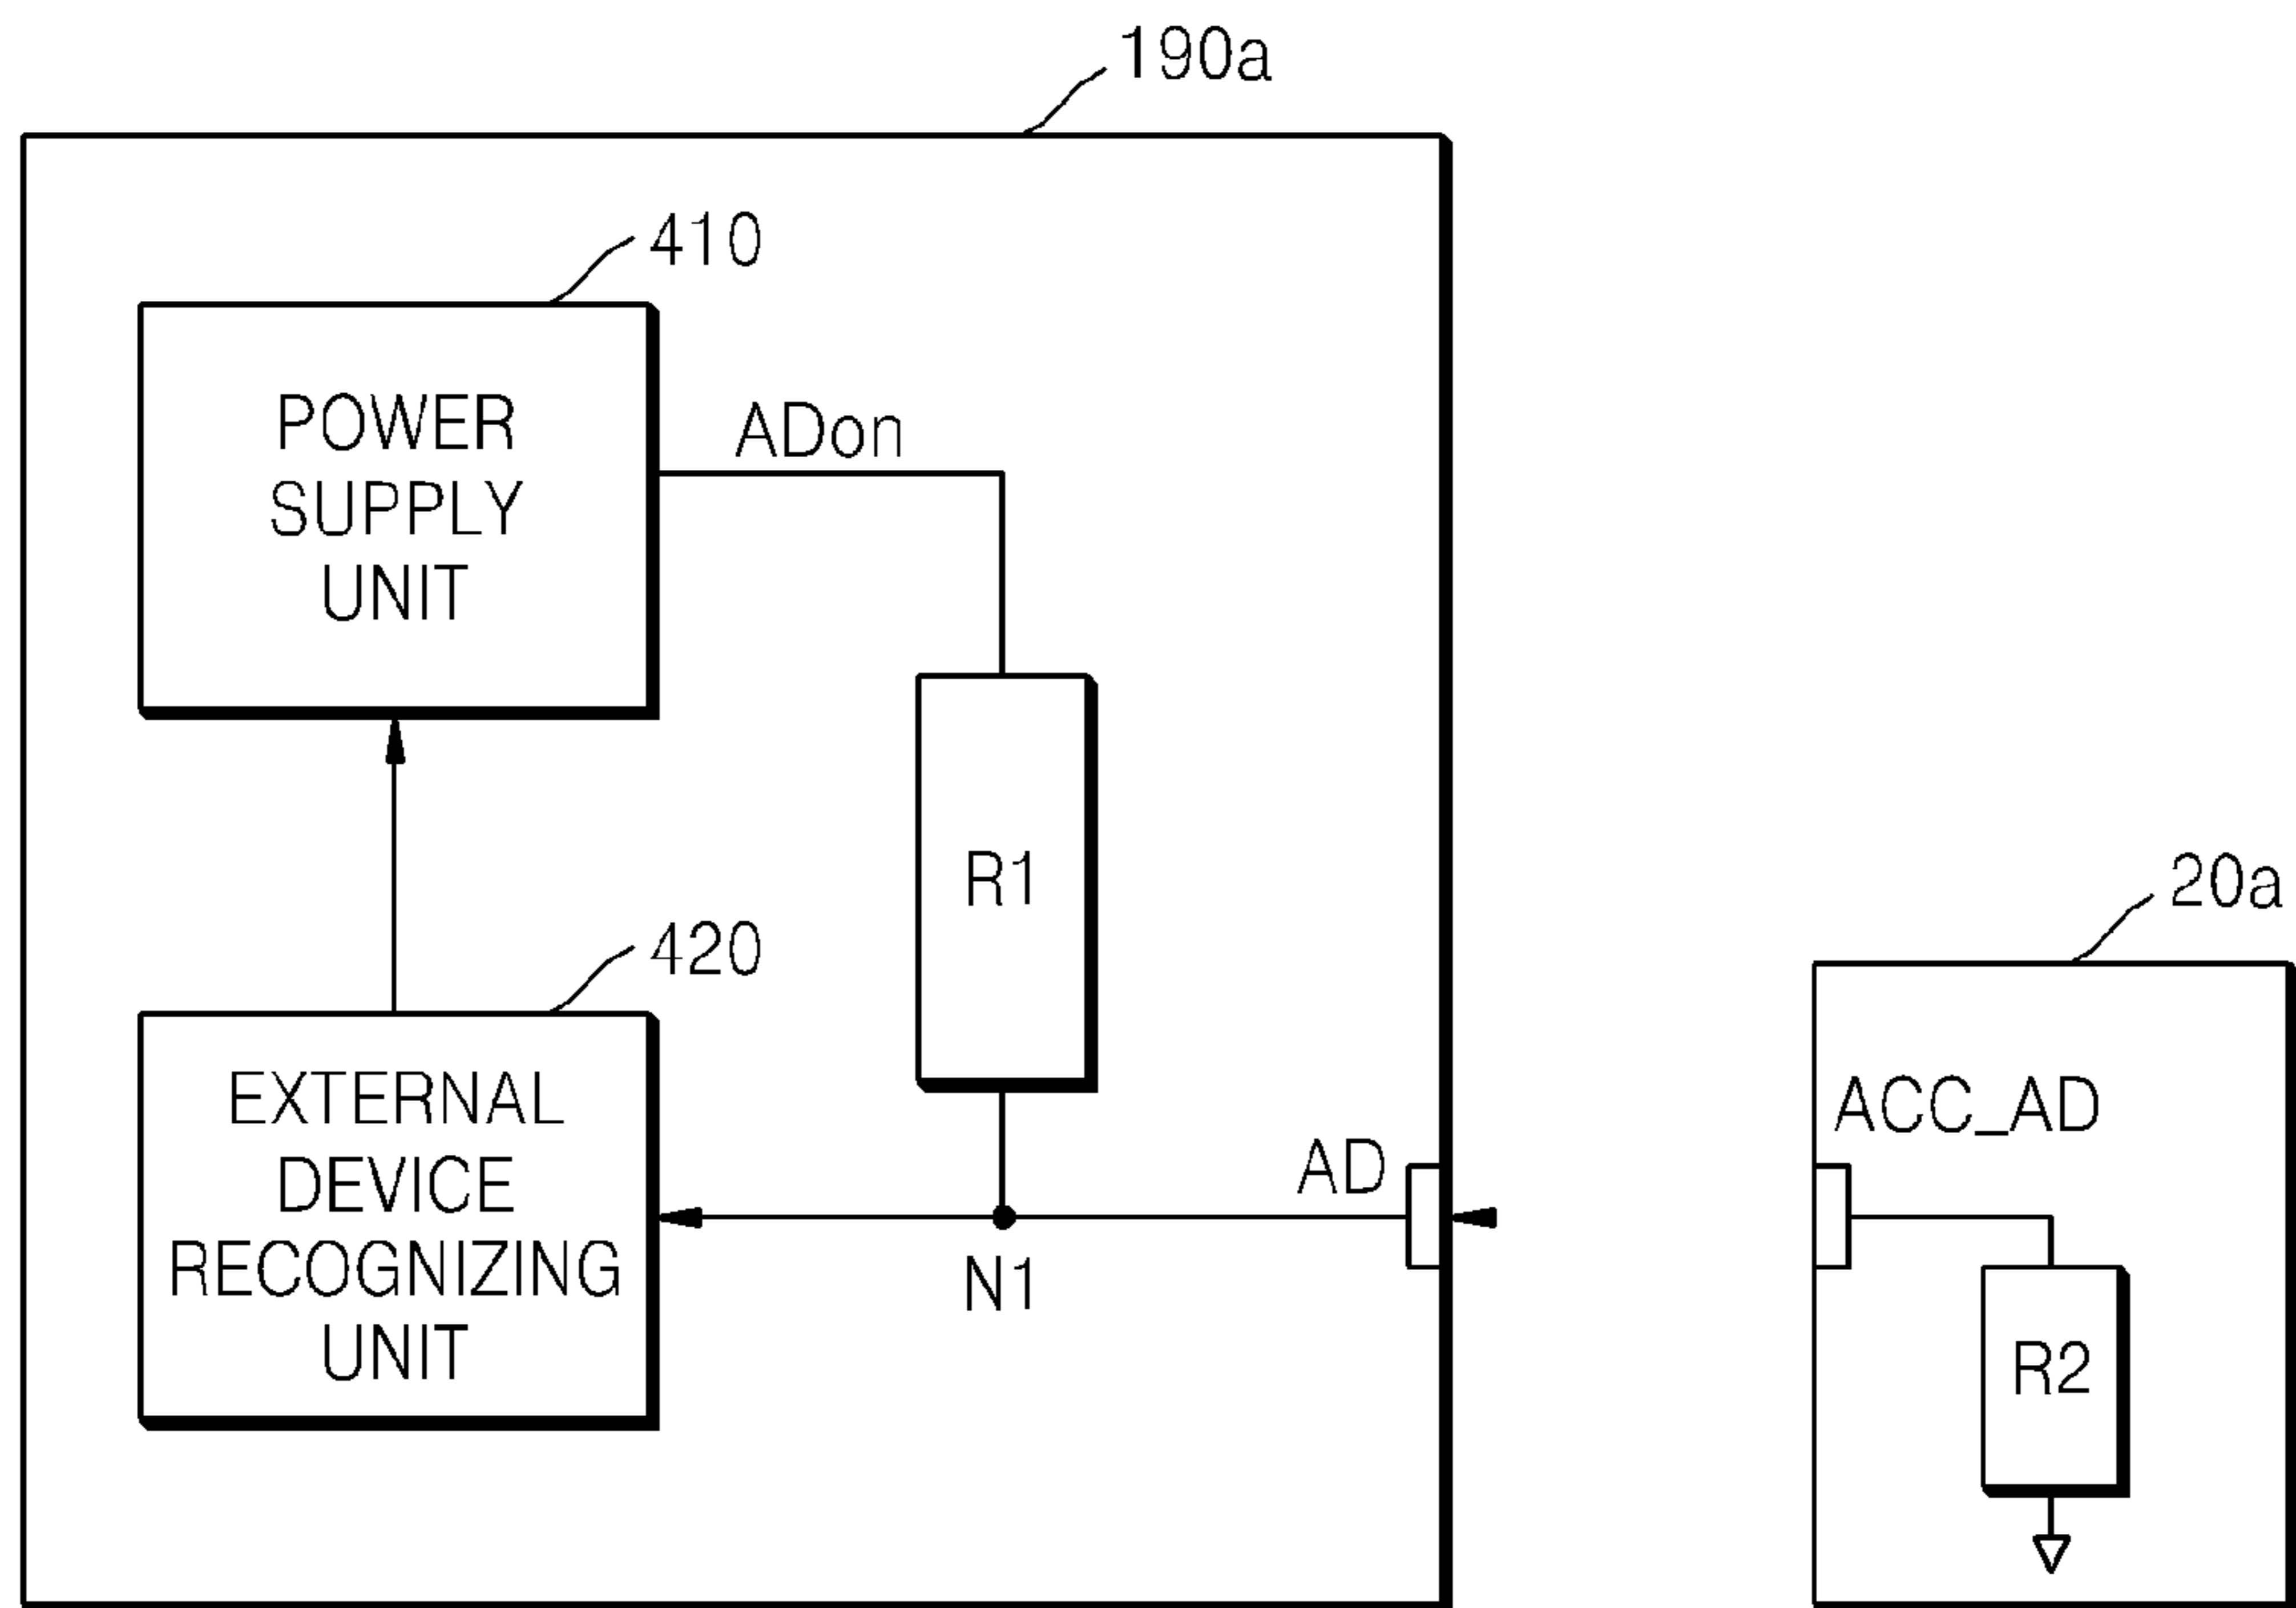 190a
410
POWER
SUPPLY
UNIT
ADon
R1
420
EXTERNAL
DEVICE
RECOGNIZING
UNIT
AD
N1
20a
ACC_AD
R2